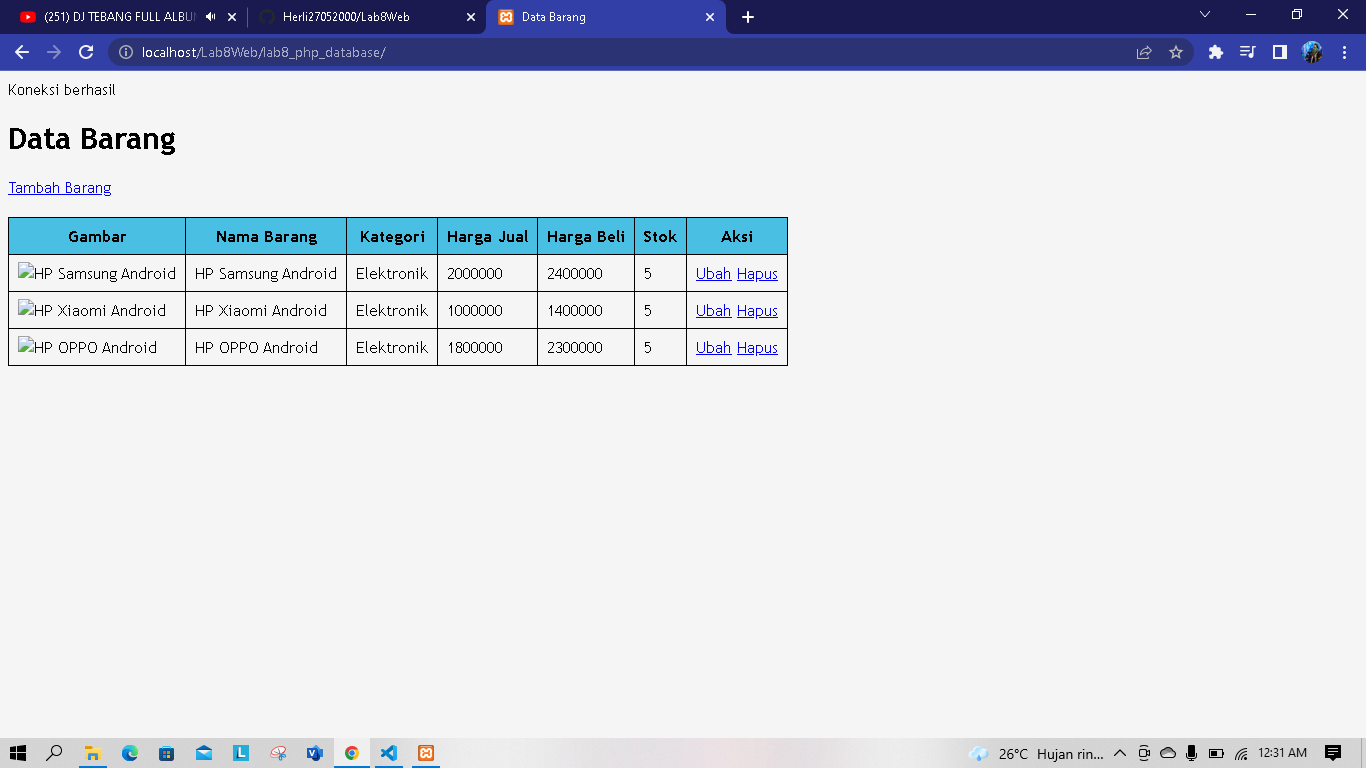 (251) DJ TEBANG FULL ALBU
Herli27052000/Lab8Web
Data Barang
localhost/Lab8Web/lab8_php_database/
Koneksi berhasil
Data Barang
Tambah Barang
Gambar Nama Barang Kategori Harga Jual Harga Beli Stok Aksi
HP Samsung Android HP Samsung Android Elektronik 2000000 2400000 5 Ubah Hapus
HP Xiaomi Android HP Xiaomi Android Elektronik 1000000 1400000 5 Ubah Hapus
HP OPPO Android HP OPPO Android Elektronik 1800000 2300000 5 Ubah Hapus
26°C Hujan rin... 12:31 AM